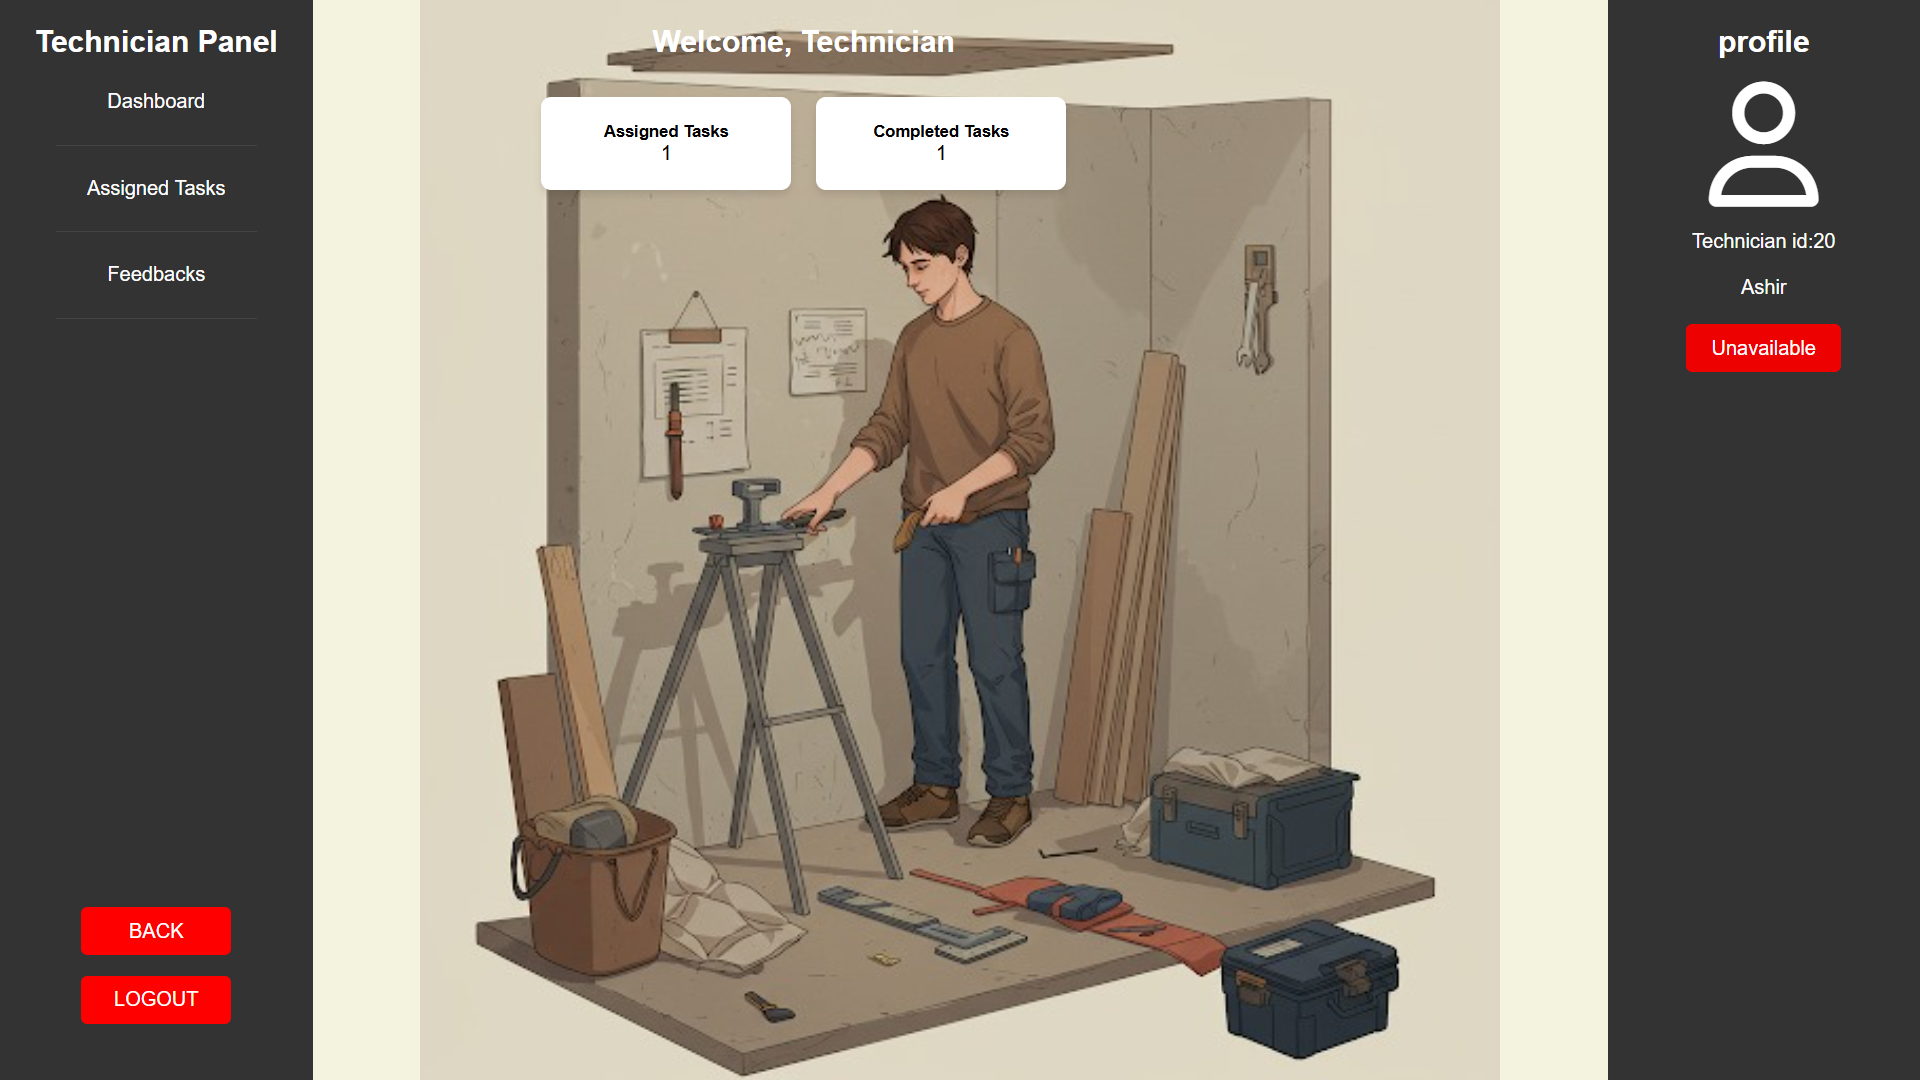 Technician Panel
Dashboard
Assigned Tasks
Feedbacks
BACK
LOGOUT
Welcome, Technician
Assigned Tasks
1
Completed Tasks
1
profile
Technician id:20
Ashir
Unavailable